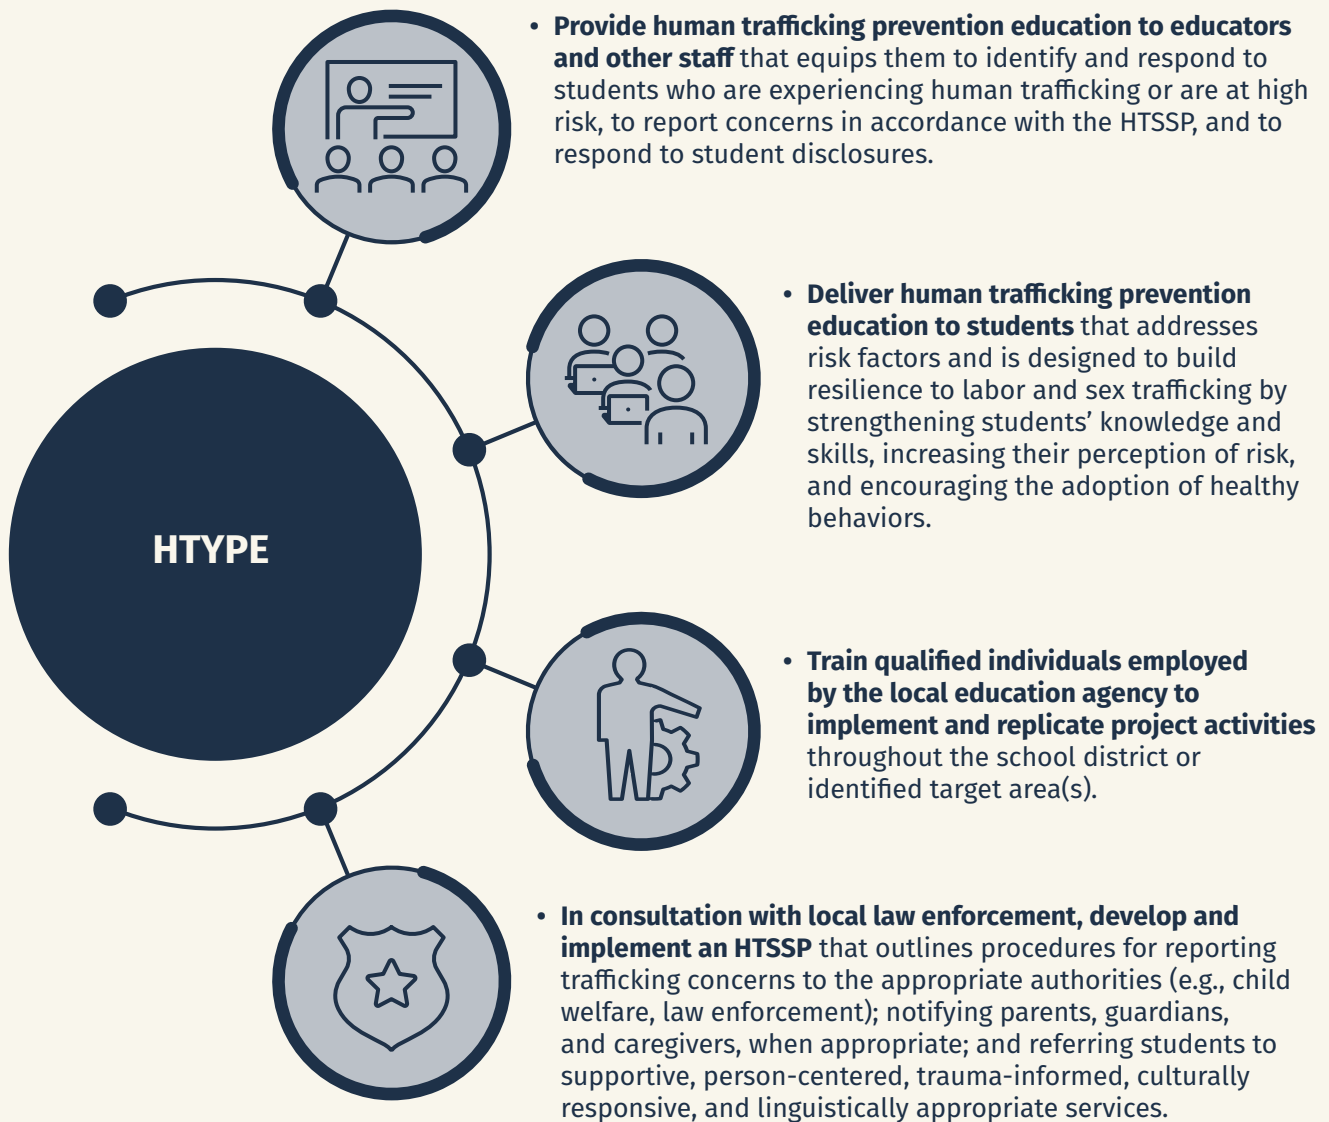 • Provide human trafficking prevention education to educators
and other staff that equips them to identify and respond to
students who are experiencing human trafficking or are at high
risk, to report concerns in accordance with the HTSSP, and to
respond to student disclosures.
• Deliver human trafficking prevention
education to students that addresses
risk factors and is designed to build
resilience to labor and sex trafficking by
strengthening students’ knowledge and
skills, increasing their perception of risk,
and encouraging the adoption of healthy
behaviors.
HTYPE
• Train qualified individuals employed
by the local education agency to
implement and replicate project activities
throughout the school district or
identified target area(s).
• In consultation with local law enforcement, develop and
implement an HTSSP that outlines procedures for reporting
trafficking concerns to the appropriate authorities (e.g., child
welfare, law enforcement); notifying parents, guardians,
and caregivers, when appropriate; and referring students to
supportive, person-centered, trauma-informed, culturally
responsive, and linguistically appropriate services.